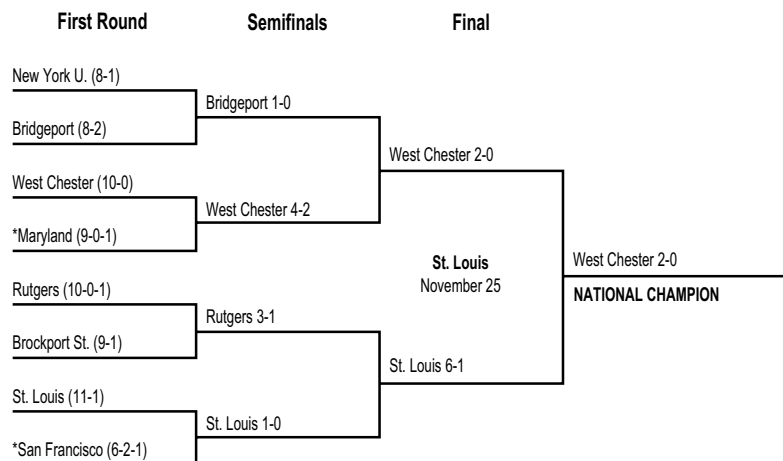 First Round
Semifinals
Final
New York U. (8-1)
Bridgeport 1-0
Bridgeport (8-2)
West Chester 2-0
West Chester (10-0)
West Chester 4-2
*Maryland (9-0-1)
St. Louis
November 25
West Chester 2-0
NATIONAL CHAMPION
Rutgers (10-0-1)
Rutgers 3-1
Brockport St. (9-1)
St. Louis 6-1
St. Louis (11-1)
St. Louis 1-0
*San Francisco (6-2-1)